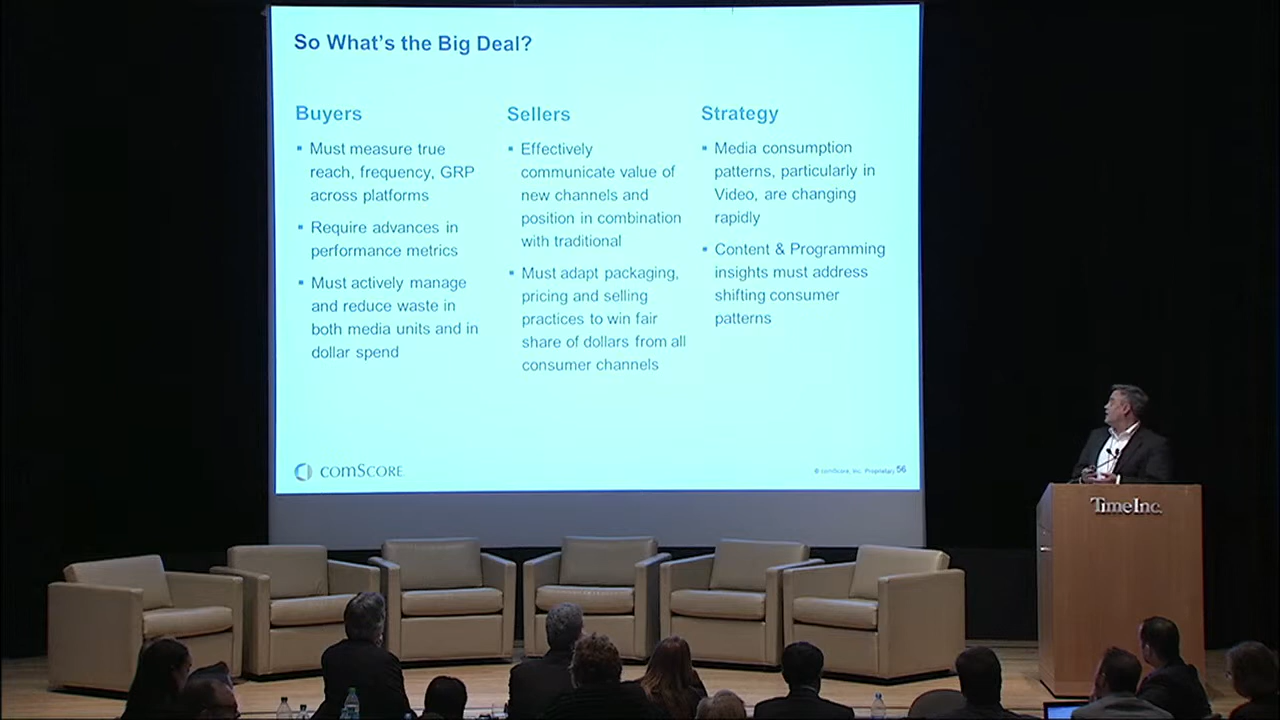 So What's the Big Deal?
Buyers
▪ Must measure true
reach, frequency, GRP
across platforms
▪ Require advances in
performance metrics
▪ Must actively manage
and reduce waste in
both media units and in
dollar spend
Sellers
▪ Effectively
communicate value of
new channels and
position in combination
with traditional
▪ Must adapt packaging,
pricing and selling
practices to win fair
share of dollars from all
consumer channels
Strategy
▪ Media consumption
patterns, particularly in
Video, are changing
rapidly
▪ Content & Programming
insights must address
shifting consumer
patterns
comScore
© comScore, Inc. Proprietary 56
TimeInc.